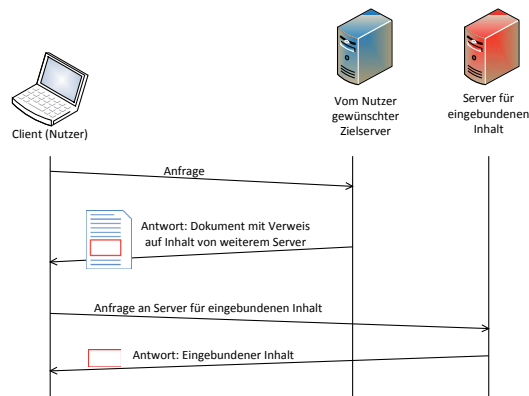 Client (Nutzer)
Vom Nutzer
gewünschter
Zielserver
Server für
eingebundenen
Inhalt
Anfrage
Antwort: Dokument mit Verweis
auf Inhalt von weiterem Server
Anfrage an Server für eingebundenen Inhalt
Antwort: Eingebundener Inhalt